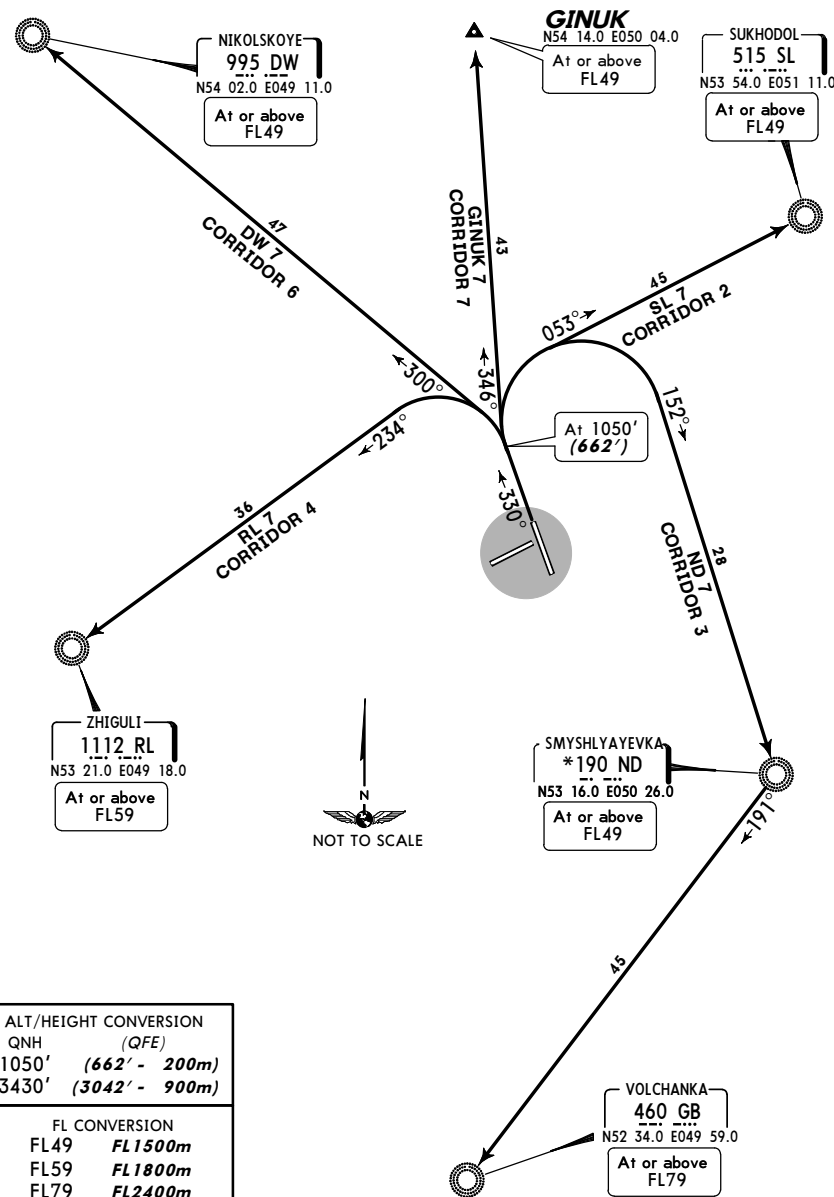 NIKOLSKOYE
995 DW
N54 02.0 E049 11.0
At or above
FL49
GINUK
N54 14.0 E050 04.0
At or above
FL49
SUKHODOL
515 SL
N53 54.0 E051 11.0
At or above
FL49
47
DW 7
CORRIDOR 6
43
GINUK 7
CORRIDOR 7
45
SL 7
CORRIDOR 2
053°
300°
346°
234°
152°
At 1050'
(662')
330°
36
RL 7
CORRIDOR 4
28
ND 7
CORRIDOR 3
ZHIGULI
1112 RL
N53 21.0 E049 18.0
At or above
FL59
N
NOT TO SCALE
SMYSHLYAYEVKA
*190 ND
N53 16.0 E050 26.0
At or above
FL49
191°
45
ALT/HEIGHT CONVERSION
QNH (QFE)
1050' (662' - 200m)
3430' (3042' - 900m)
FL CONVERSION
FL49 FL1500m
FL59 FL1800m
FL79 FL2400m
VOLCHANKA
460 GB
N52 34.0 E049 59.0
At or above
FL79